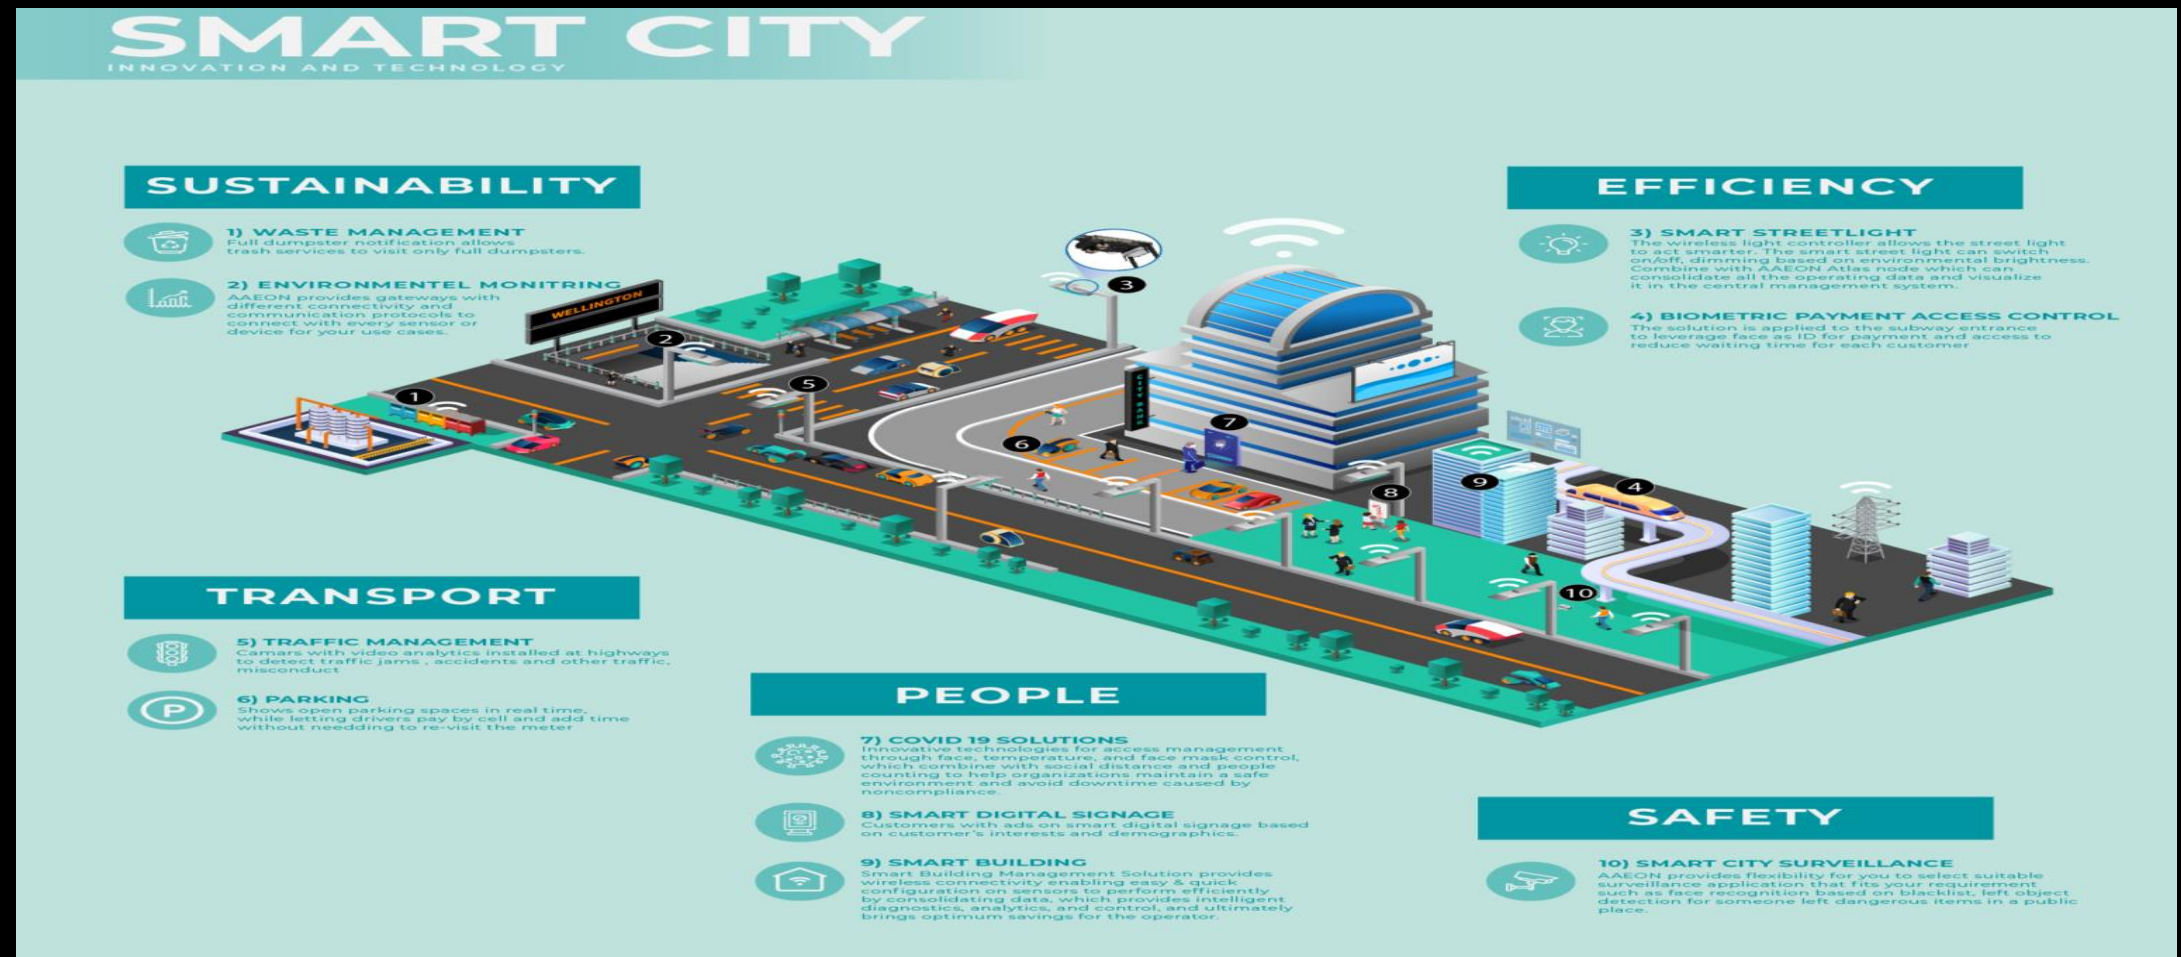 SMART CITY
INNOVATION AND TECHNOLOGY
SUSTAINABILITY
1) WASTE MANAGEMENT
Full dumpster notification allows
trash services to visit only full dumpsters.
2) ENVIRONMENTEL MONITRING
AAEON provides gateways with
different connectivity and
communication protocols to
connect with every sensor or
device for your use cases.
EFFICIENCY
3) SMART STREETLIGHT
The wireless light controller allows the street light
to act smarter. The smart street light can switch
on/off, dimming based on environmental brightness.
Combine with AAEON Atlas node which can
consolidate all the operating data and visualize
it in the central management system.
4) BIOMETRIC PAYMENT ACCESS CONTROL
The solution is applied to the subway entrance
to leverage face as ID for payment and access to
reduce waiting time for each customer
WELLINGTON
CITY BANK
1
2
3
4
5
6
7
8
9
10
TRANSPORT
5) TRAFFIC MANAGEMENT
Camars with video analytics installed at highways
to detect traffic jams , accidents and other traffic,
misconduct
6) PARKING
P
Shows open parking spaces in real time,
while letting drivers pay by cell and add time
without needding to re-visit the meter
PEOPLE
7) COVID 19 SOLUTIONS
Innovative technologies for access management
through face, temperature, and face mask control,
which combine with social distance and people
counting to help organizations maintain a safe
environment and avoid downtime caused by
noncompliance.
8) SMART DIGITAL SIGNAGE
Customers with ads on smart digital signage based
on customer's interests and demographics.
9) SMART BUILDING
Smart Building Management Solution provides
wireless connectivity enabling easy & quick
configuration on sensors to perform efficiently
by consolidating data, which provides intelligent
diagnostics, analytics, and control, and ultimately
brings optimum savings for the operator.
SAFETY
10) SMART CITY SURVEILLANCE
AAEON provides flexibility for you to select suitable
surveillance application that fits your requirement
such as face recognition based on blacklist, left object
detection for someone left dangerous items in a public
place.